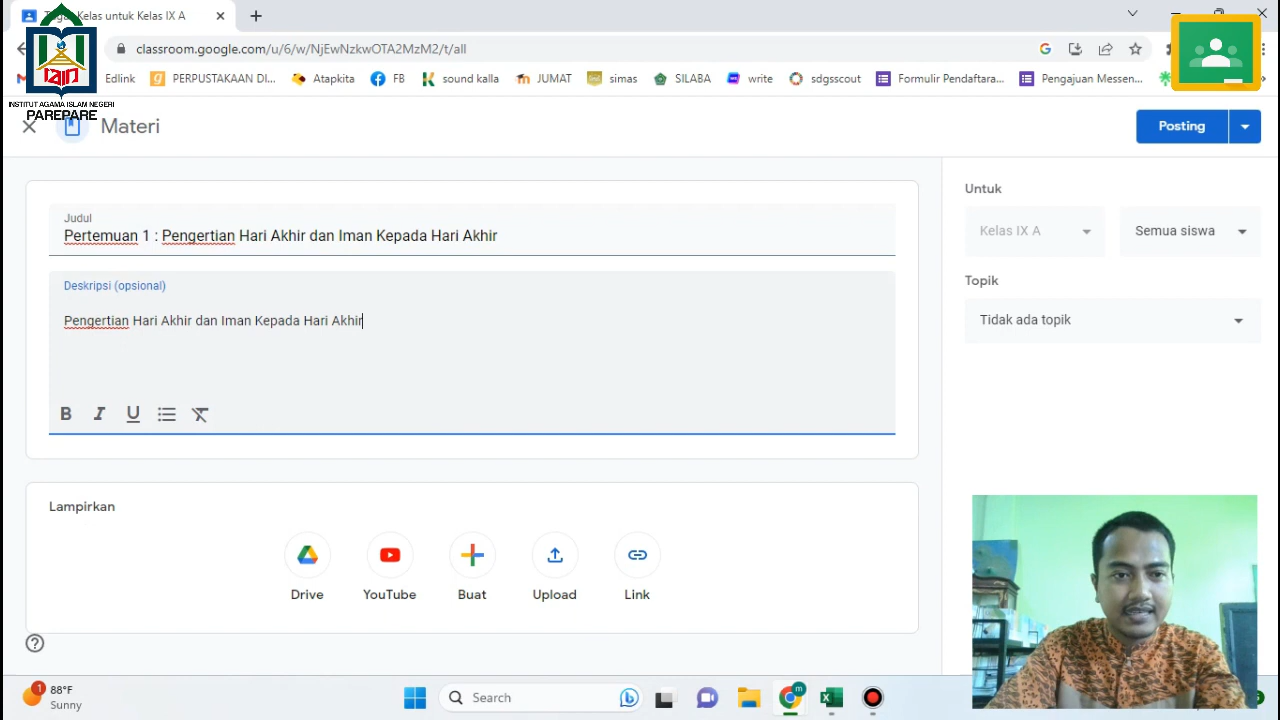 Tugas Kelas untuk Kelas IX A
classroom.google.com/u/6/w/NjEwNzkwOTA2MzM2/t/all
Edlink
PERPUSTAKAAN DI...
Atapkita
FB
sound kalla
JUMAT
simas
SILABA
write
sdgsscout
Formulir Pendaftara...
Pengajuan Messen...
iain
INSTITUT AGAMA ISLAM NEGERI
PAREPARE
Materi
Posting
Judul
Pertemuan 1 : Pengertian Hari Akhir dan Iman Kepada Hari Akhir
Deskripsi (opsional)
Pengertian Hari Akhir dan Iman Kepada Hari Akhir
B I U
Untuk
Kelas IX A
Semua siswa
Topik
Tidak ada topik
Lampirkan
Drive
YouTube
Buat
Upload
Link
1
88°F
Sunny
Search
m